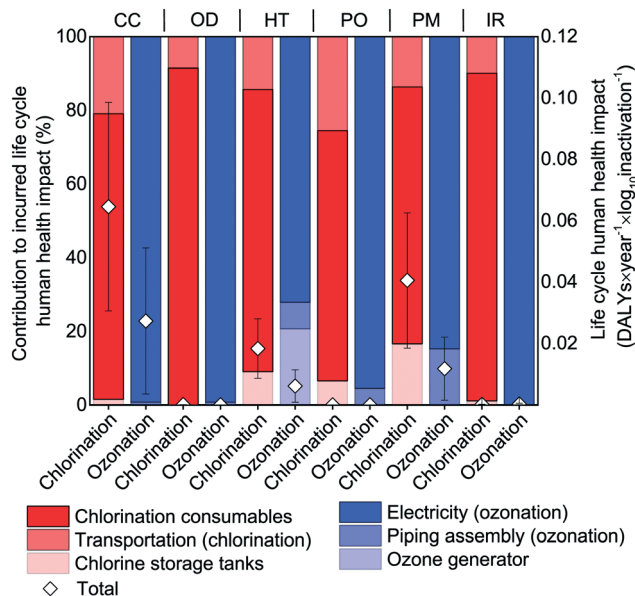 CC OD HT PO PM IR
100
80
60
40
20
0
Contribution to incurred life cycle
human health impact (%)
0.12
0.10
0.08
0.06
0.04
0.02
Life cycle human health impact
(DALYs×year⁻¹×log₁₀inactivation⁻¹)
Chlorination
Ozonation
Chlorination
Ozonation
Chlorination
Ozonation
Chlorination
Ozonation
Chlorination
Ozonation
Chlorination
Ozonation
Chlorination consumables
Transportation (chlorination)
Chlorine storage tanks
Total
Electricity (ozonation)
Piping assembly (ozonation)
Ozone generator